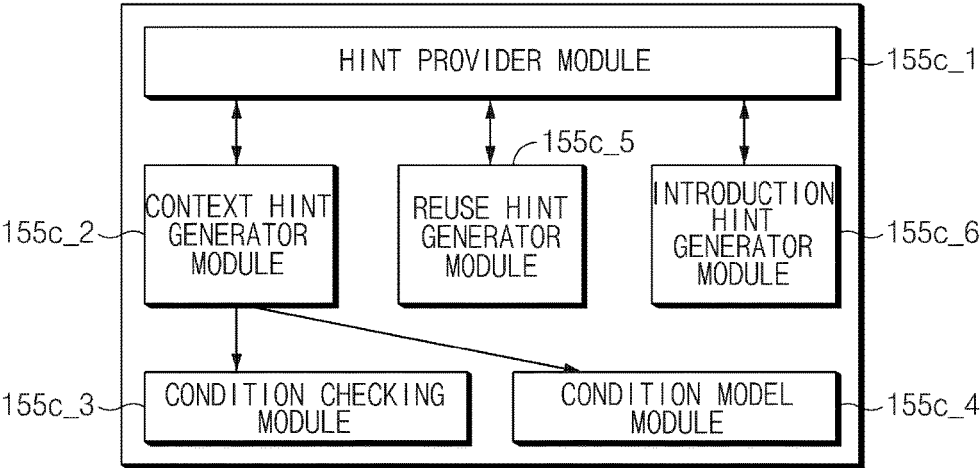 HINT PROVIDER MODULE
155c_1
155c_5
CONTEXT HINT
GENERATOR
MODULE
155c_2
REUSE HINT
GENERATOR
MODULE
INTRODUCTION
HINT
GENERATOR
MODULE
155c_6
CONDITION CHECKING
MODULE
155c_3
CONDITION MODEL
MODULE
155c_4